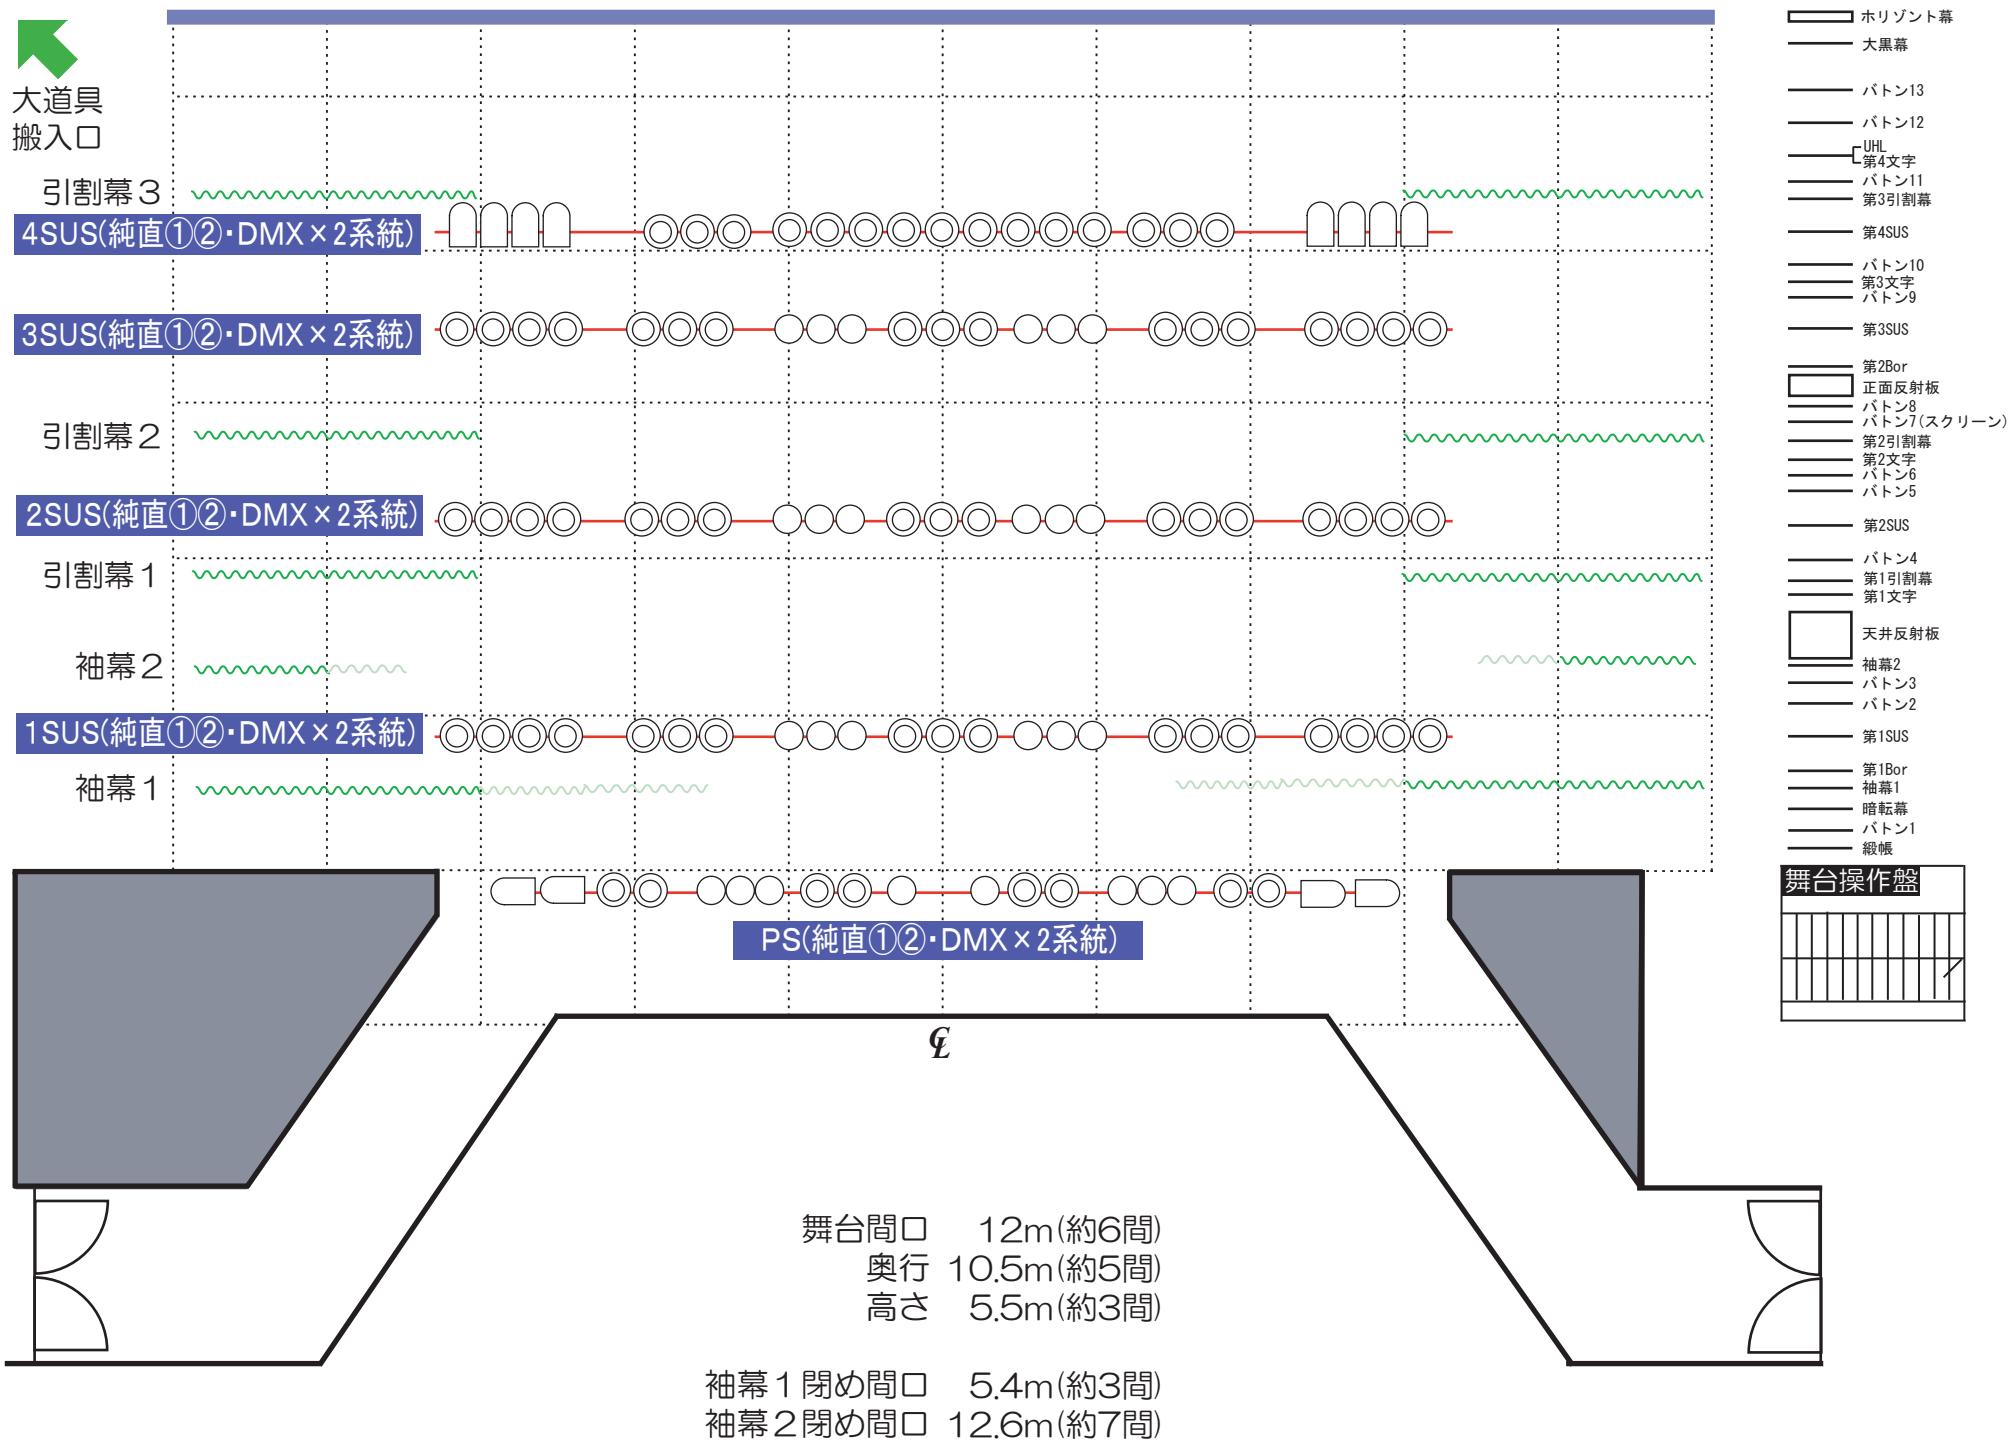 大道具
搬入口
引割幕3
4SUS(純直①②・DMX×2系統)
3SUS(純直①②・DMX×2系統)
引割幕2
2SUS(純直①②・DMX×2系統)
引割幕1
袖幕2
1SUS(純直①②・DMX×2系統)
袖幕1
PS(純直①②・DMX×2系統)
℄
舞台間口 12m(約6間)
奥行 10.5m(約5間)
高さ 5.5m(約3間)
袖幕1閉め間口 5.4m(約3間)
袖幕2閉め間口 12.6m(約7間)
ホリゾント幕
大黒幕
バトン13
バトン12
UHL
第4文字
バトン11
第3引割幕
第4SUS
バトン10
第3文字
バトン9
第3SUS
第2Bor
正面反射板
バトン8
バトン7(スクリーン)
第2引割幕
第2文字
バトン6
バトン5
第2SUS
バトン4
第1引割幕
第1文字
天井反射板
袖幕2
バトン3
バトン2
第1SUS
第1Bor
袖幕1
暗転幕
バトン1
緞帳
舞台操作盤